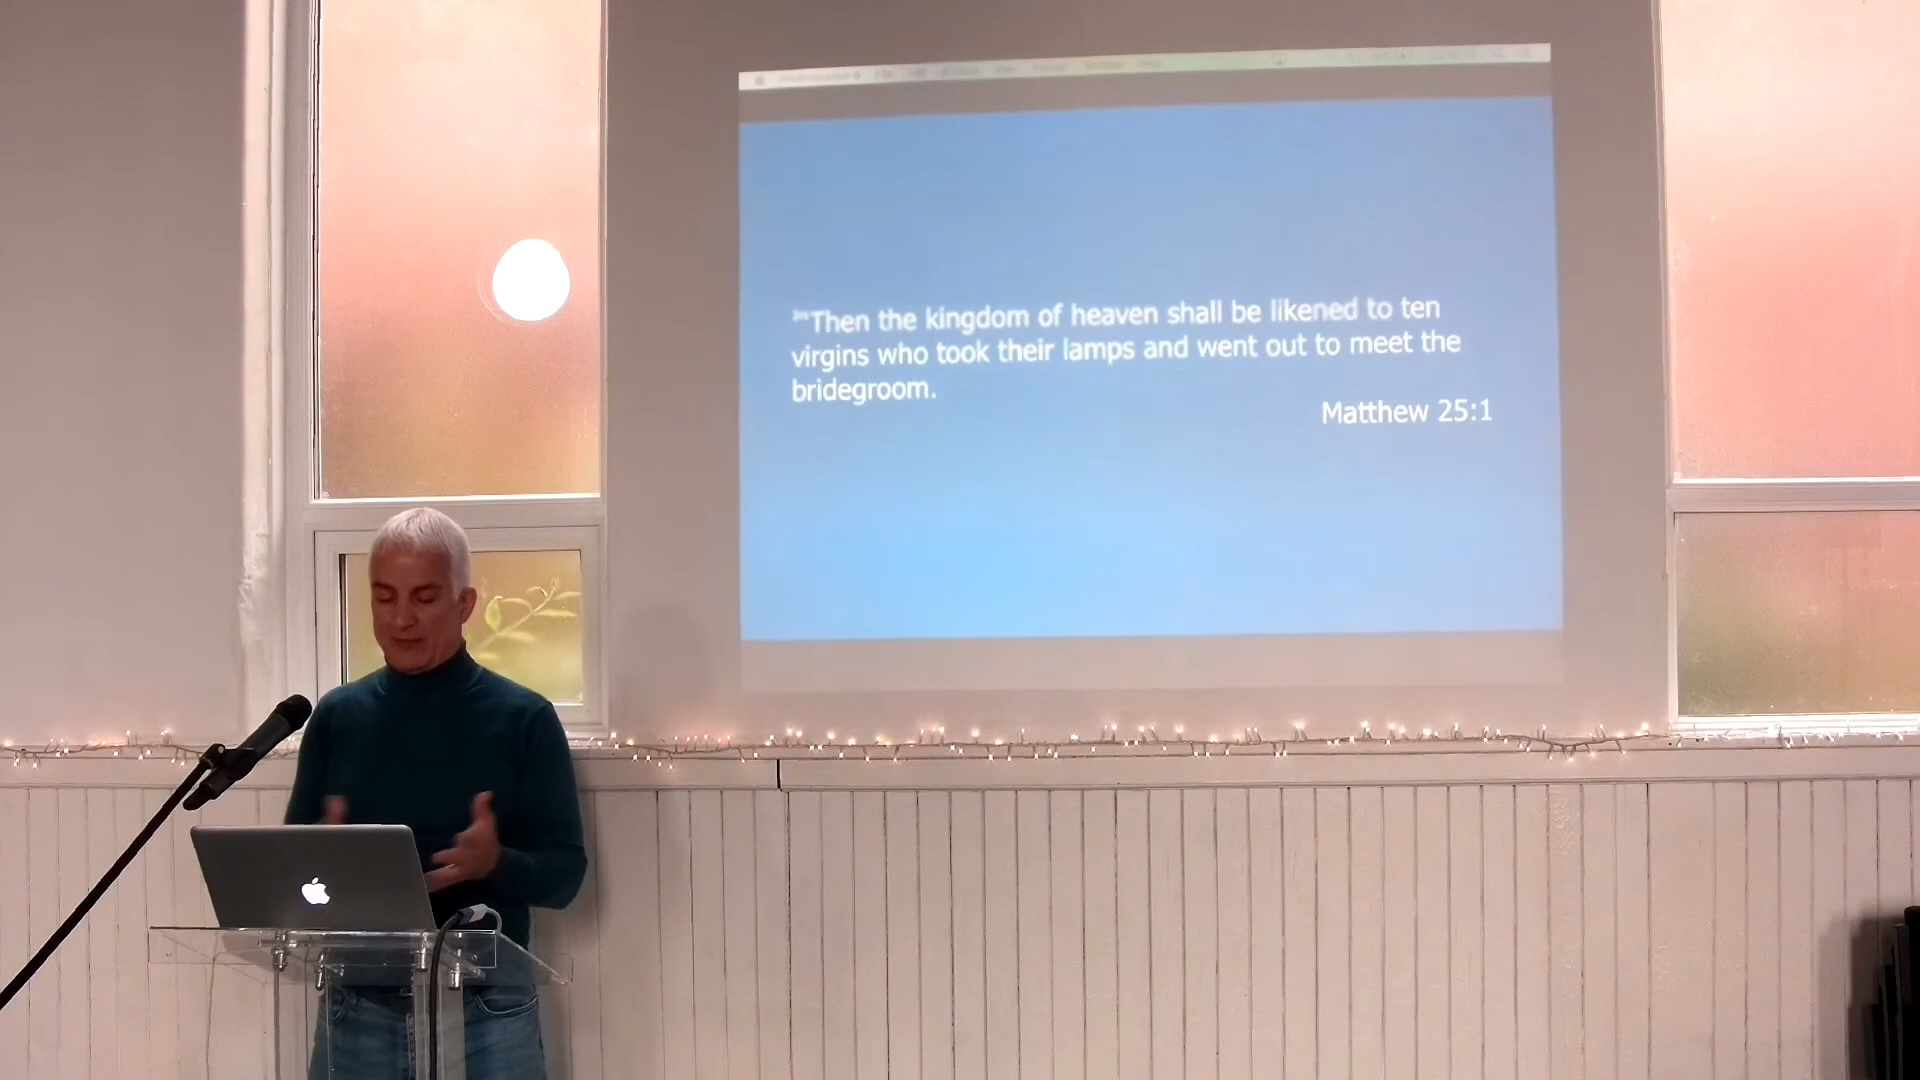 "Then the kingdom of heaven shall be likened to ten
virgins who took their lamps and went out to meet the
bridegroom.
Matthew 25:1